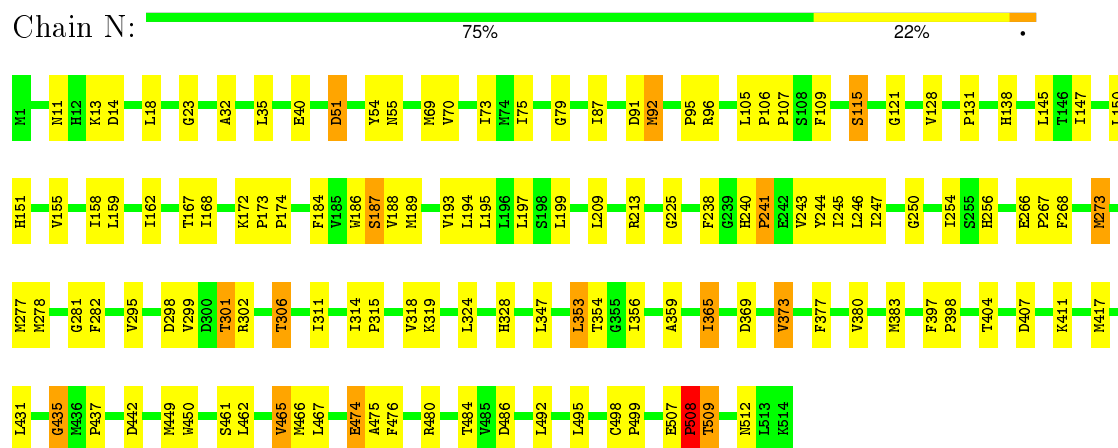 Chain N:
75% 22% •
M1 N11 H12 K13 D14 L18 G23 A32 L35 E40 D51 Y54 N55 M69 V70 I73 M74 I75 G79 I87 D91 M92 P95 R96 L105 P106 P107 S108 F109 S115 G121 V128 P131 H138 L145 T146 I147 L150
H151 V155 I158 L159 I162 T167 I168 K172 P173 P174 F184 V185 W186 S187 V188 M189 V193 L194 L195 L196 L197 S198 L199 L209 R213 G225 F238 G239 H240 P241 E242 V243 Y244 I245 L246 I247 G250 I254 S255 H256 E266 P267 F268 M273
M277 M278 G281 F282 V295 D298 V299 D300 T301 R302 T306 I311 I314 P315 V318 K319 L324 H328 L347 L353 T354 G355 I356 A359 I365 D369 V373 F377 V380 M383 F397 P398 T404 D407 K411 M417
L431 G435 M436 P437 D442 M449 W450 S461 L462 V465 M466 L467 E474 A475 F476 R480 T484 V485 D486 L492 L495 C498 P499 E507 P508 T509 N512 L513 K514